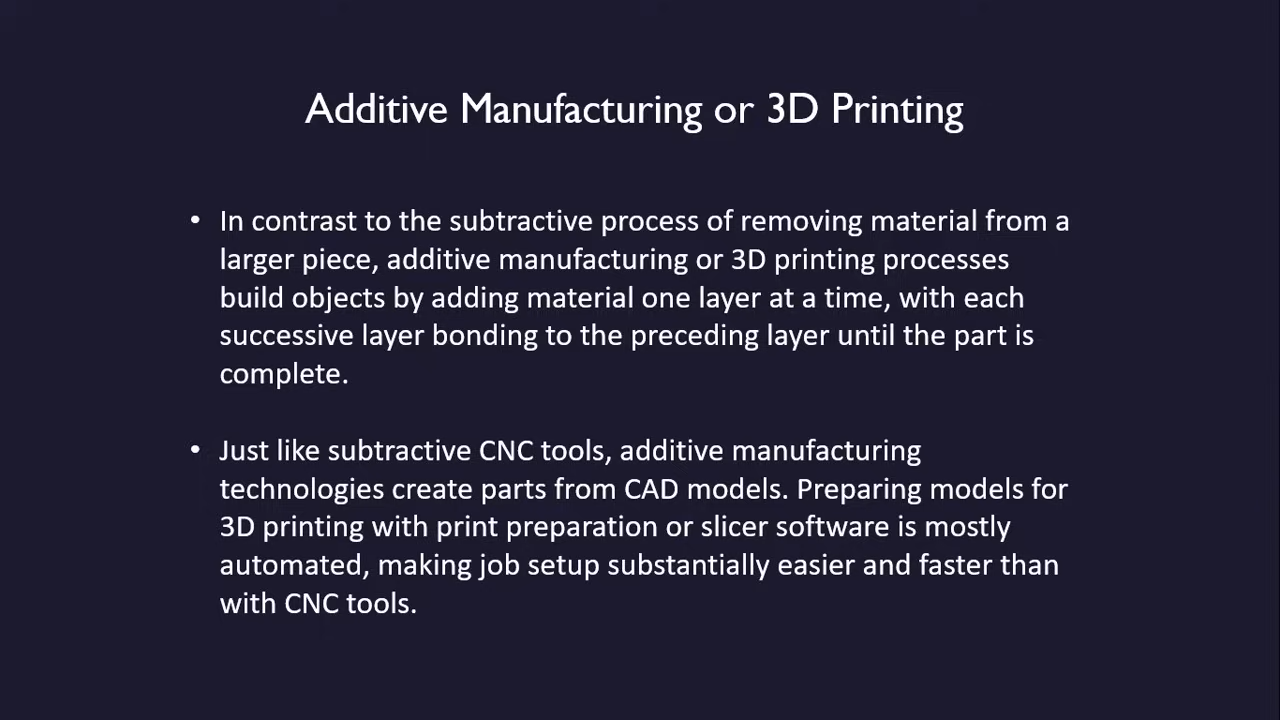 Additive Manufacturing or 3D Printing
• In contrast to the subtractive process of removing material from a
larger piece, additive manufacturing or 3D printing processes
build objects by adding material one layer at a time, with each
successive layer bonding to the preceding layer until the part is
complete.
• Just like subtractive CNC tools, additive manufacturing
technologies create parts from CAD models. Preparing models for
3D printing with print preparation or slicer software is mostly
automated, making job setup substantially easier and faster than
with CNC tools.